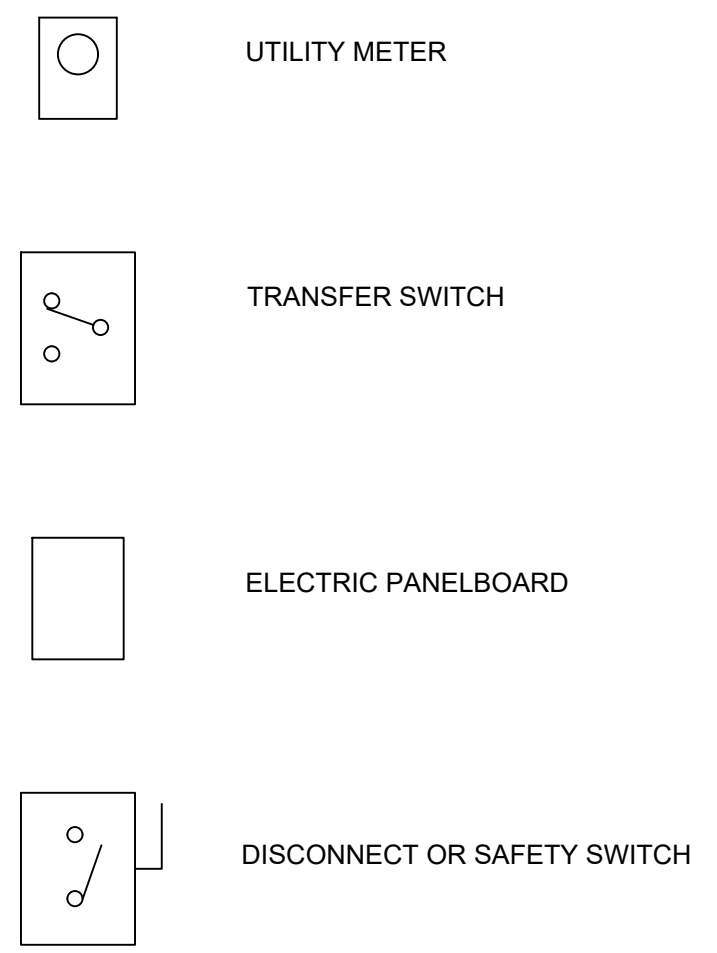 UTILITY METER
TRANSFER SWITCH
ELECTRIC PANELBOARD
DISCONNECT OR SAFETY SWITCH